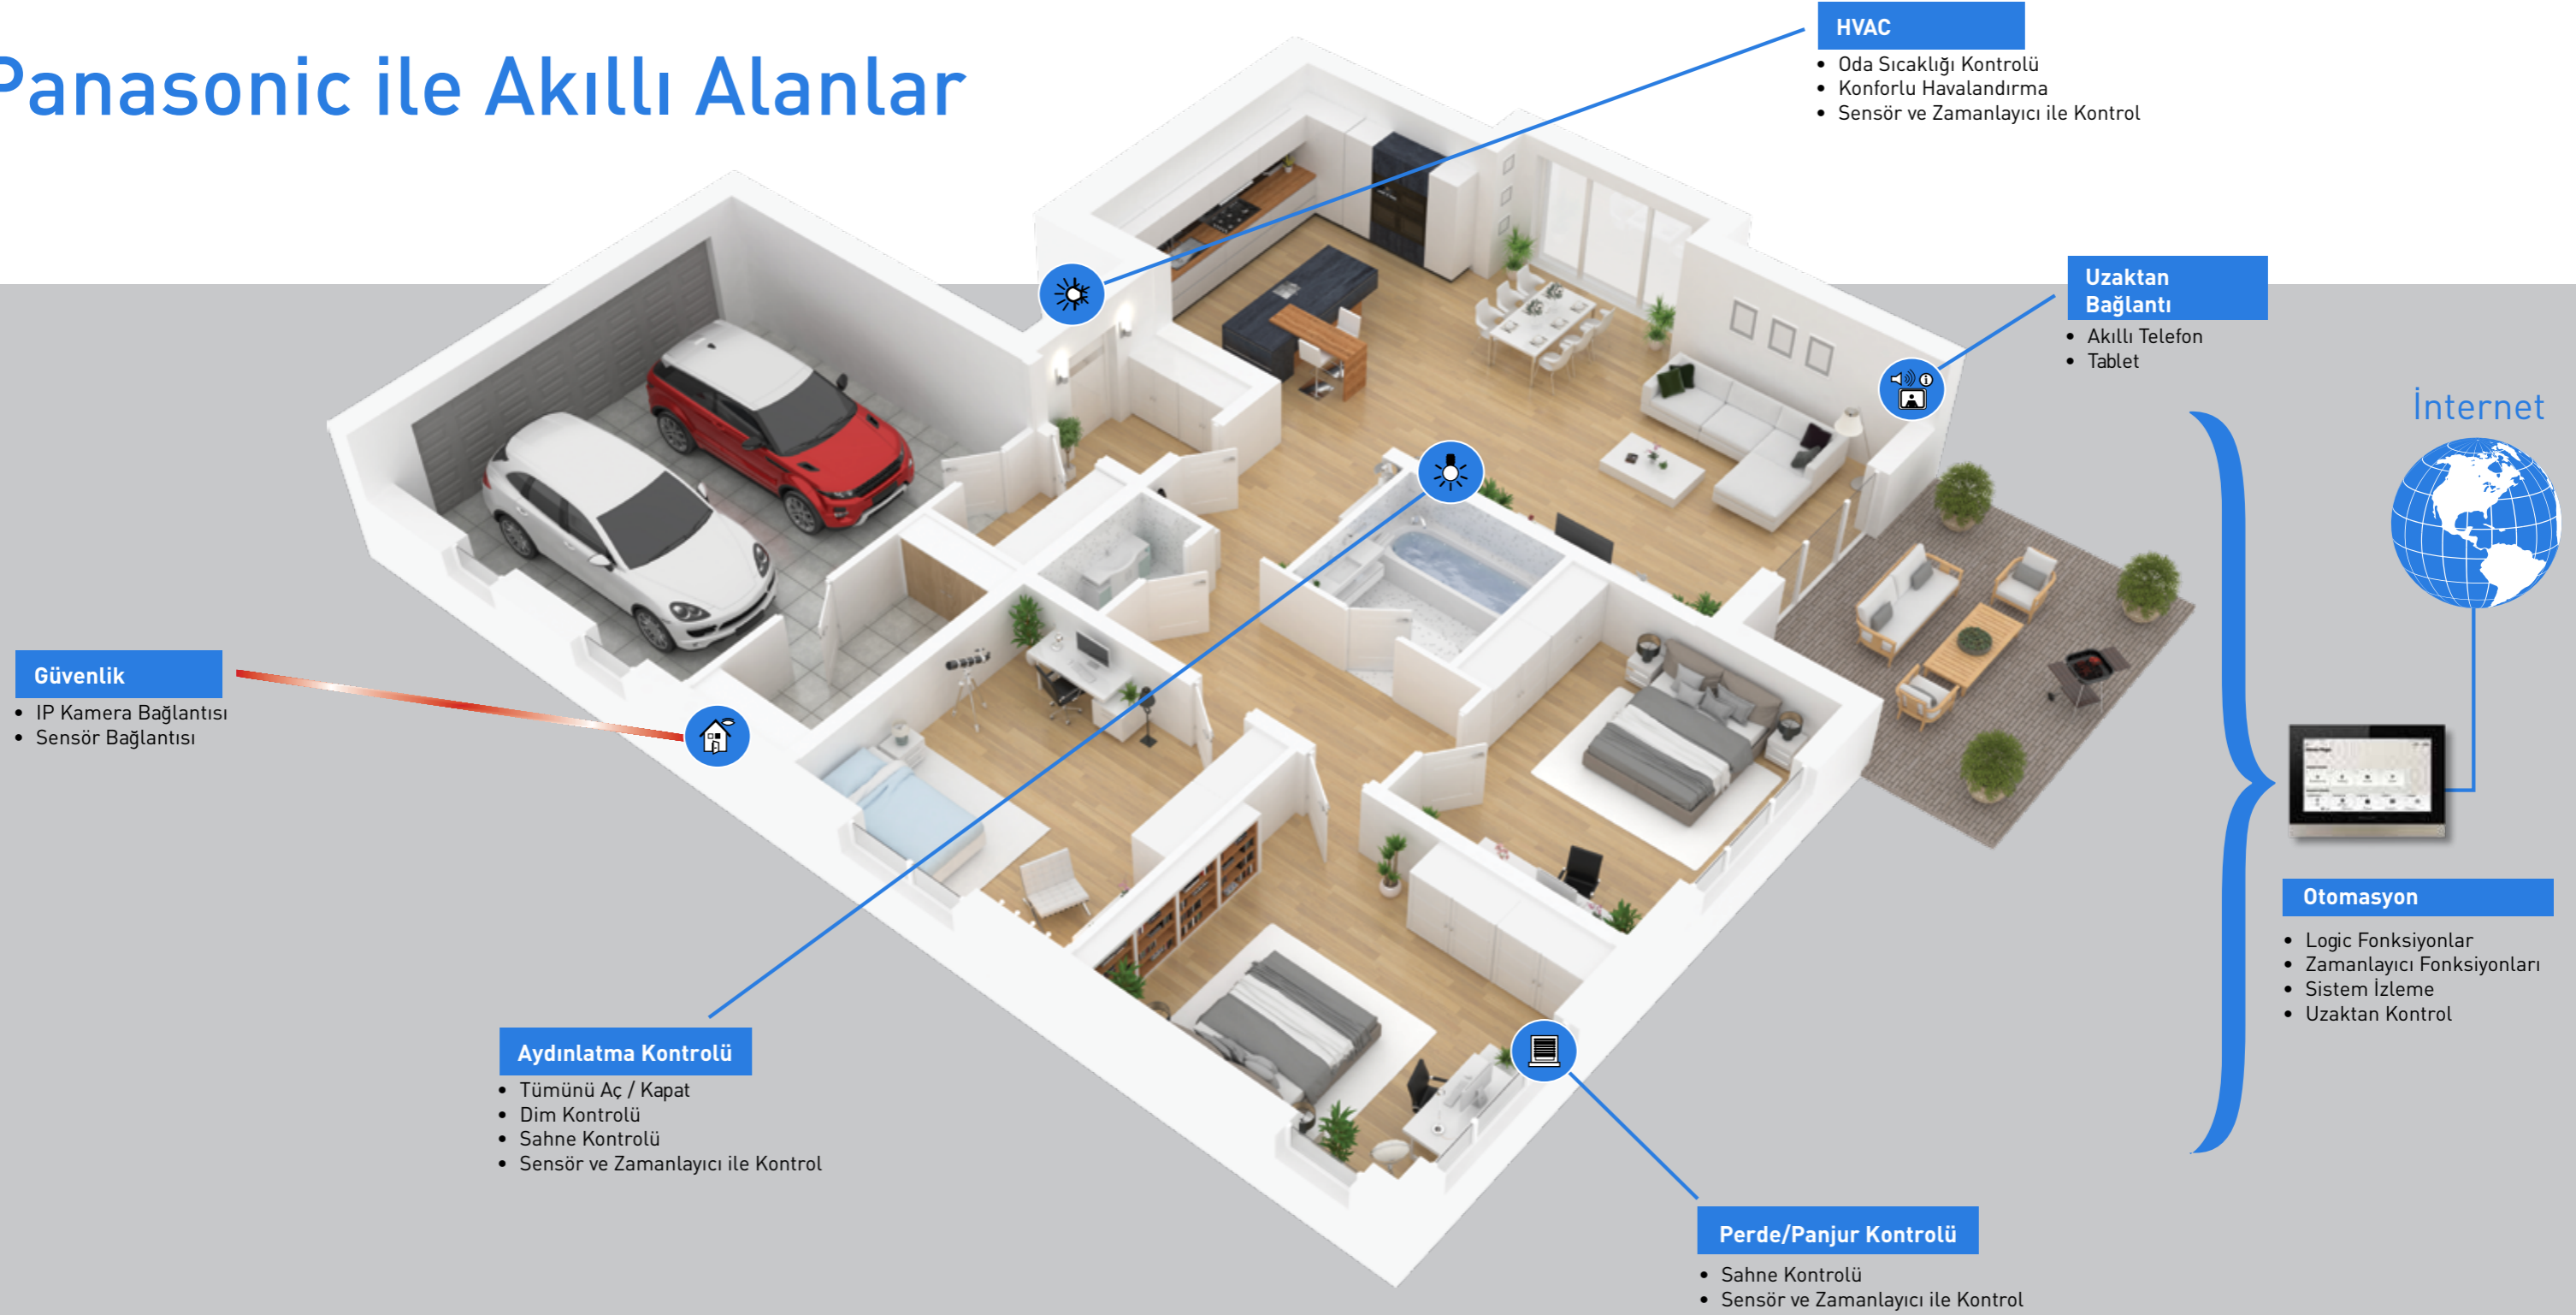 Panasonic ile Akıllı Alanlar
HVAC
• Oda Sıcaklığı Kontrolü
• Konforlu Havalandırma
• Sensör ve Zamanlayıcı ile Kontrol
Uzaktan
Bağlantı
• Akıllı Telefon
• Tablet
İnternet
Güvenlik
• IP Kamera Bağlantısı
• Sensör Bağlantısı
Otomasyon
• Logic Fonksiyonlar
• Zamanlayıcı Fonksiyonları
• Sistem İzleme
• Uzaktan Kontrol
Aydınlatma Kontrolü
• Tümünü Aç / Kapat
• Dim Kontrolü
• Sahne Kontrolü
• Sensör ve Zamanlayıcı ile Kontrol
Perde/Panjur Kontrolü
• Sahne Kontrolü
• Sensör ve Zamanlayıcı ile Kontrol